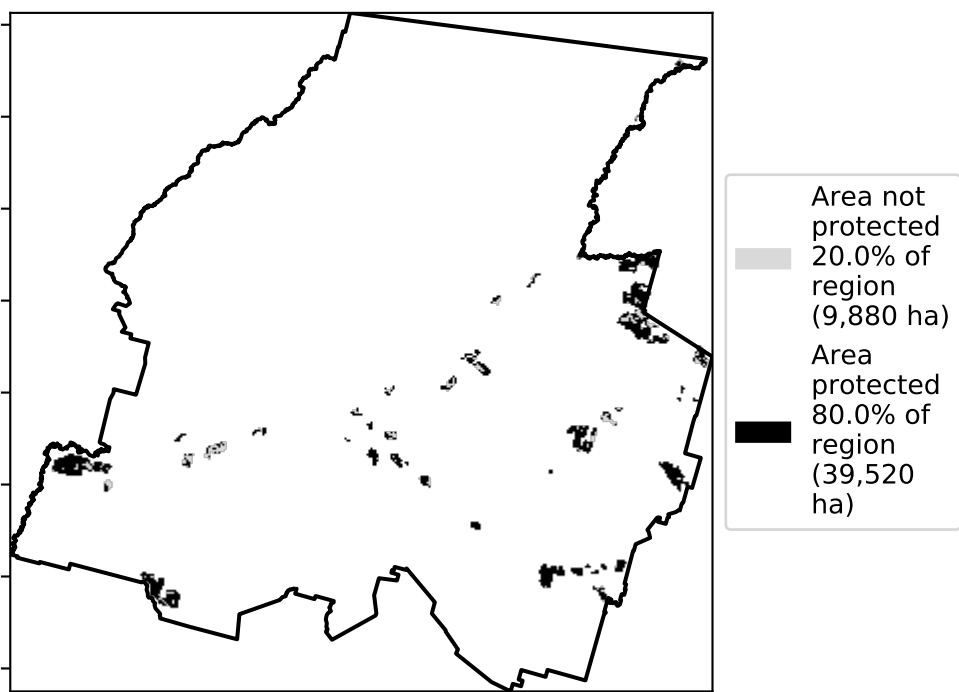 Area not
protected
20.0% of
region
(9,880 ha)
Area
protected
80.0% of
region
(39,520
ha)